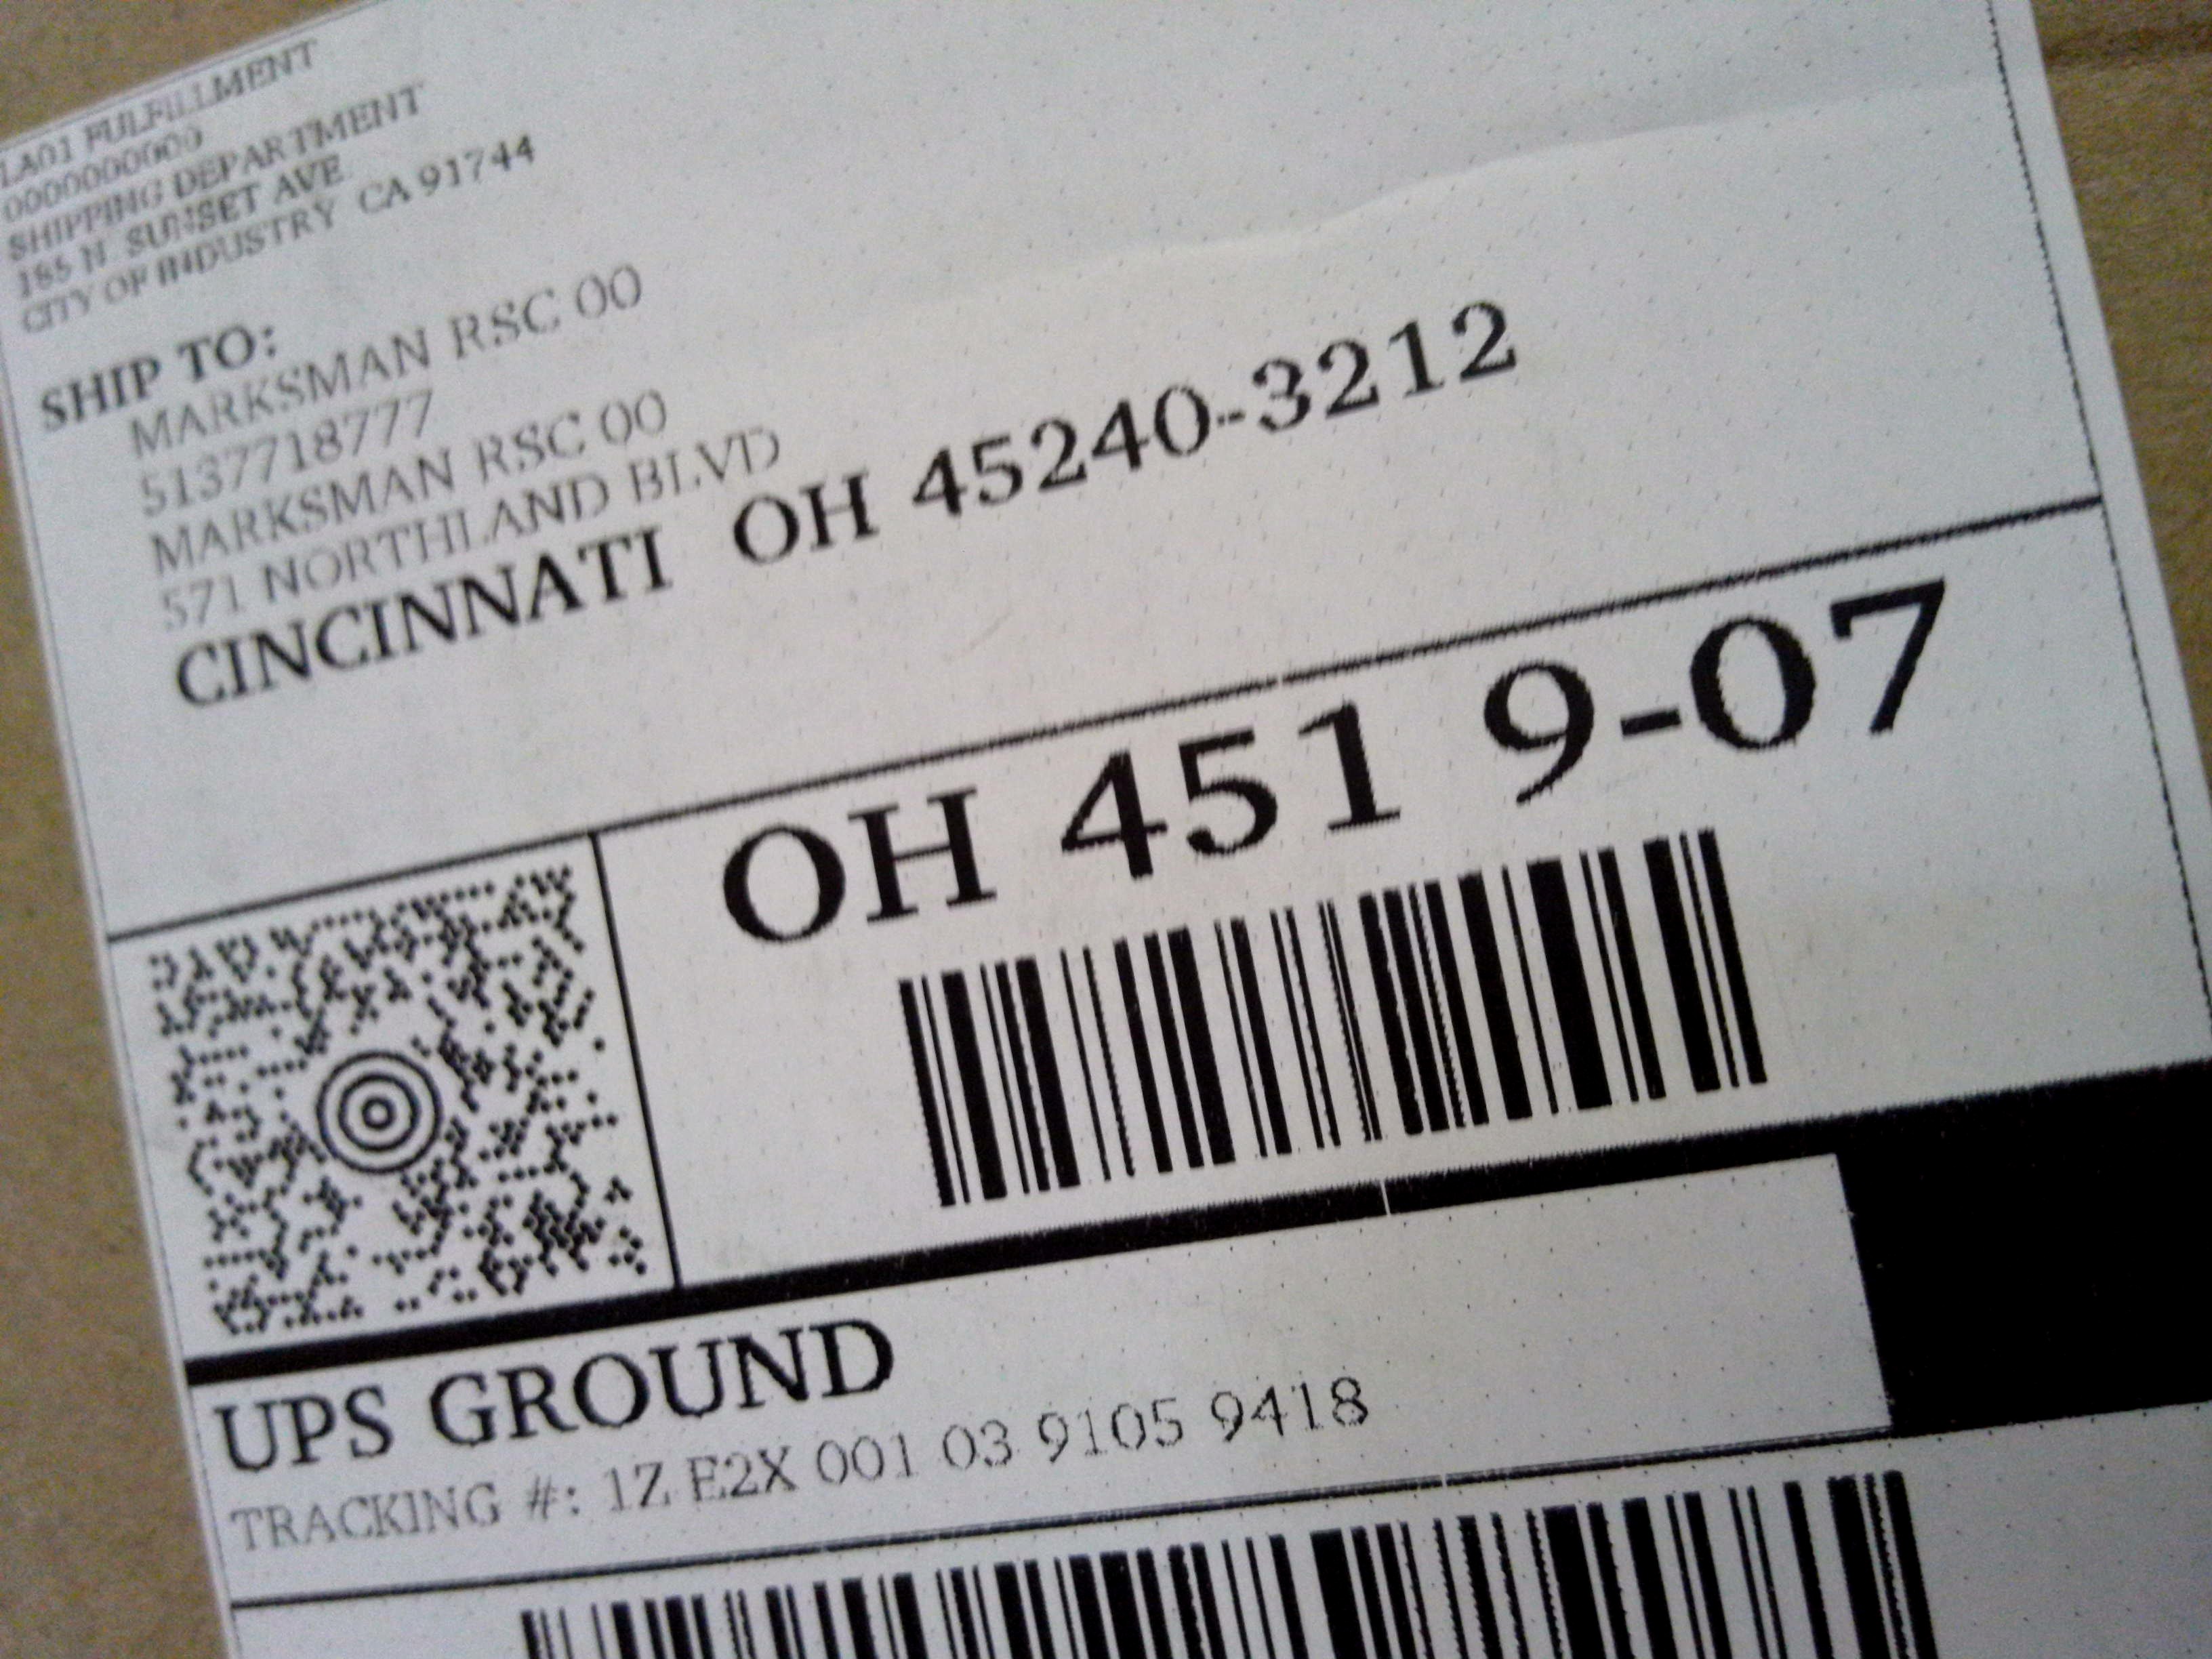 LA01 FULFILLMENT
0000000000
SHIPPING DEPARTMENT
185 N SUNSET AVE
CITY OF INDUSTRY CA 91744
SHIP TO:
MARKSMAN RSC 00
5137718777
MARKSMAN RSC 00
571 NORTHLAND BLVD
CINCINNATI OH 45240-3212
OH 451 9-07
UPS GROUND
TRACKING #: 1Z E2X 001 03 9105 9418